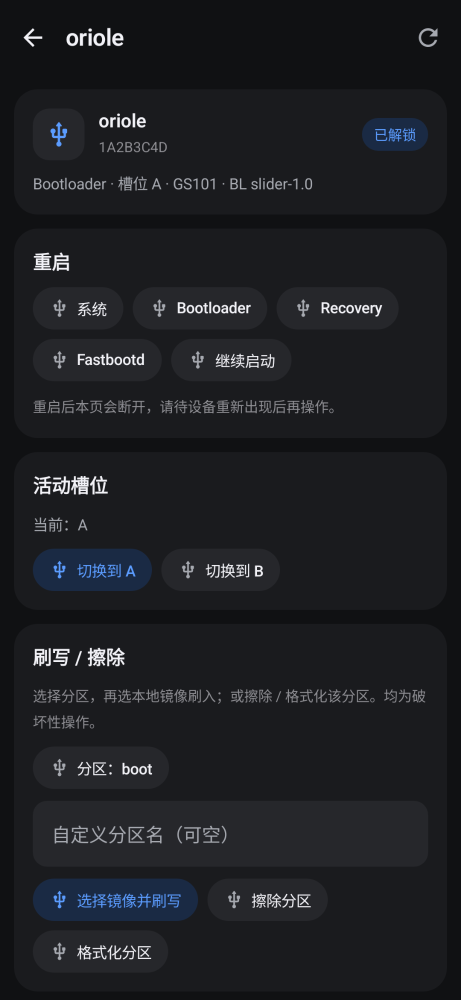 oriole
oriole
1A2B3C4D
已解锁
Bootloader · 槽位 A · GS101 · BL slider-1.0
重启
系统
Bootloader
Recovery
Fastbootd
继续启动
重启后本页会断开，请待设备重新出现后再操作。
活动槽位
当前：A
切换到 A
切换到 B
刷写 / 擦除
选择分区，再选本地镜像刷入；或擦除 / 格式化该分区。均为破
坏性操作。
分区：boot
自定义分区名（可空）
选择镜像并刷写
擦除分区
格式化分区